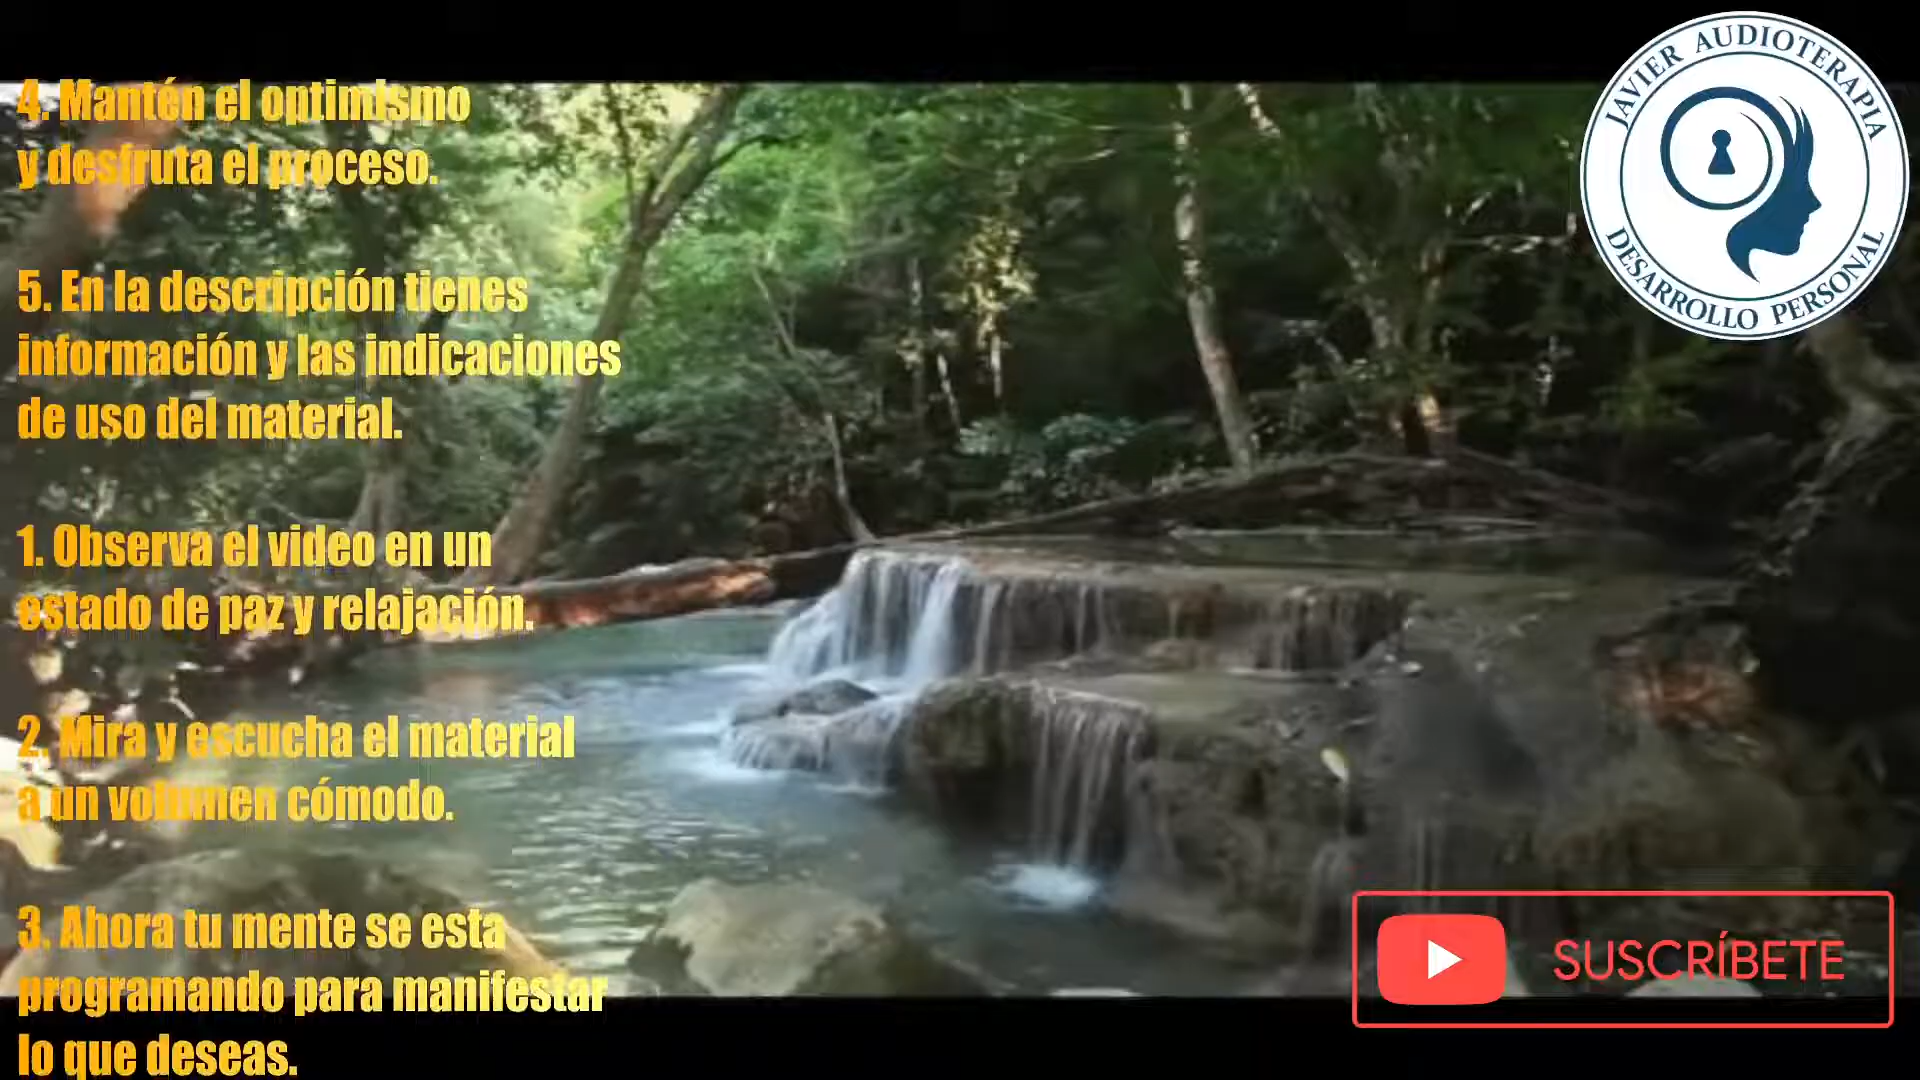 4. Mantén el optimismo
y desfruta el proceso.
5. En la descripción tienes
información y las indicaciones
de uso del material.
1. Observa el video en un
estado de paz y relajación.
2. Mira y escucha el material
a un volumen cómodo.
3. Ahora tu mente se esta
programando para manifestar
lo que deseas.
JAVIER AUDIOTERAPIA
DESARROLLO PERSONAL
SUSCRÍBETE